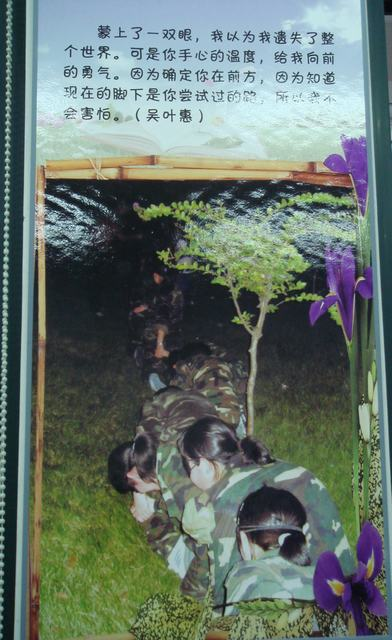 蒙上了一双眼，我以为我遗失了整
个世界。可是你手心的温度，给我向前
的勇气。因为确定你在前方，因为知道
现在的脚下是你尝试过的路，所以我不
会害怕。（吴叶惠）